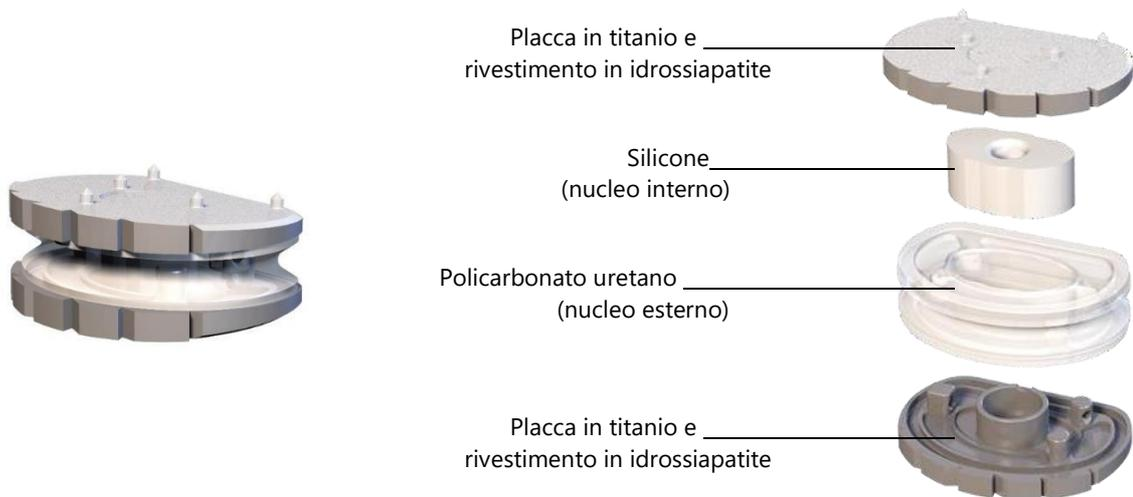 Placca in titanio e
rivestimento in idrossiapatite
Silicone
(nucleo interno)
Policarbonato uretano
(nucleo esterno)
Placca in titanio e
rivestimento in idrossiapatite